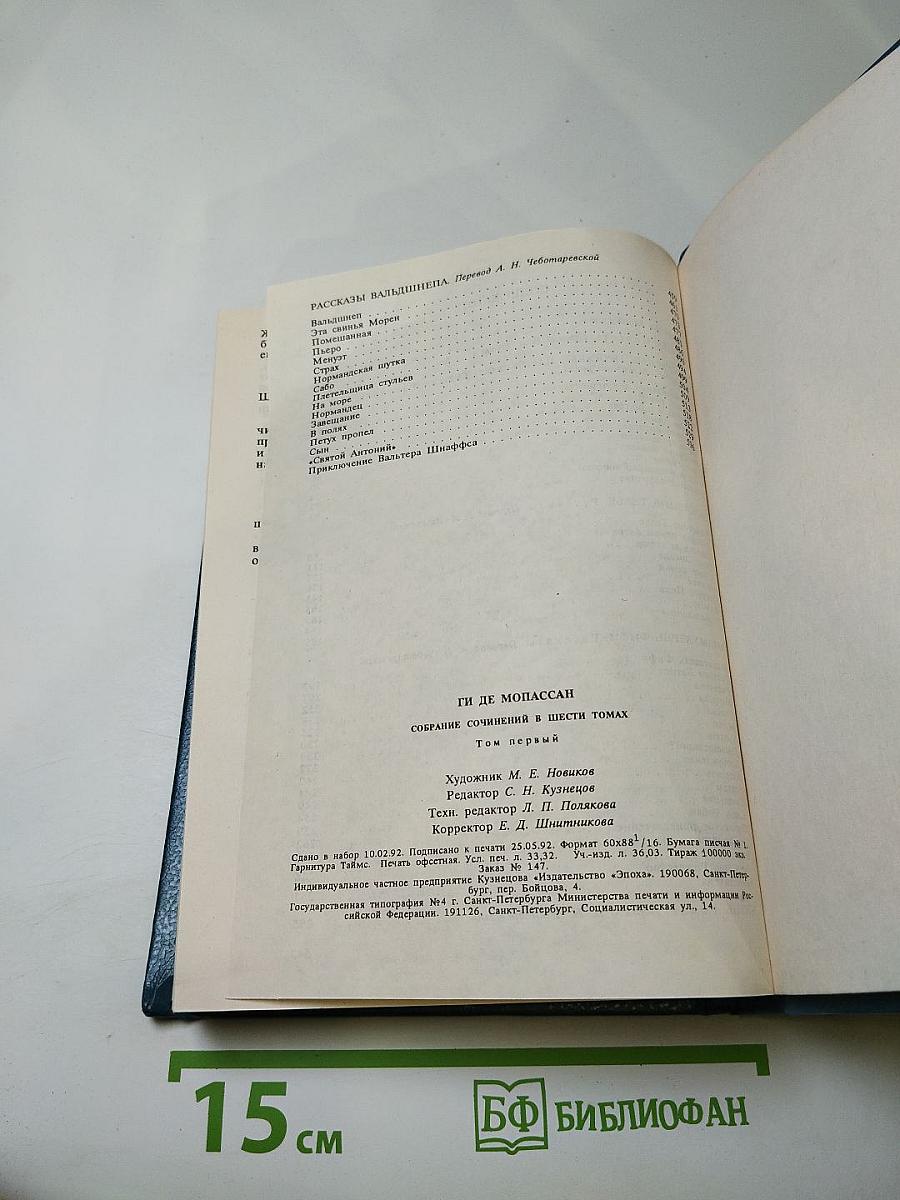 РАССКАЗЫ ВАЛЬДШНЕПА. Перевод А. Н. Чеботаревской
Вальдшнеп
Эта свинья Морен
Помешанная
Пьеро
Менуэт
Страх
Нормандская шутка
Сабо
Плетельщица стульев
На море
Нормандец
Завещание
В полях
Петух пропел
Сын
«Святой Антоний»
Приключение Вальтера Шнаффса
ГИ ДЕ МОПАССАН
СОБРАНИЕ СОЧИНЕНИЙ В ШЕСТИ ТОМАХ
Том первый
Художник М. Е. Новиков
Редактор С. Н. Кузнецов
Техн. редактор Л. П. Полякова
Корректор Е. Д. Шнитникова
Сдано в набор 10.02.92. Подписано к печати 25.05.92. Формат 60х88 1/16. Бумага писчая № 1.
Гарнитура Таймс. Печать офсетная. Усл. печ. л. 33,32. Уч.-изд. л. 36,03. Тираж 100000 экз.
Заказ № 147.
Индивидуальное частное предприятие Кузнецова «Издательство «Эпоха». 190068, Санкт-Петер-
бург, пер. Бойцова, 4.
Государственная типография №4 г. Санкт-Петербурга Министерства печати и информации Рос-
сийской Федерации. 191126, Санкт-Петербург, Социалистическая ул., 14.
15 см
БФ БИБЛИОФАН